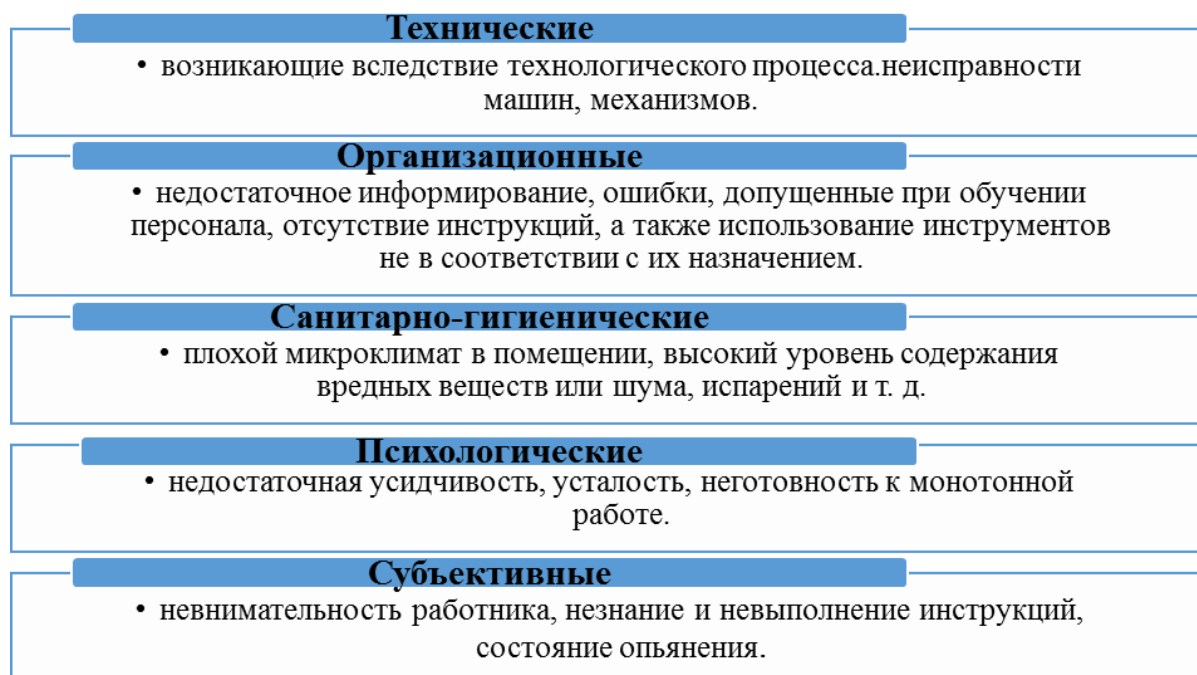 Технические
• возникающие вследствие технологического процесса.неисправности
машин, механизмов.
Организационные
• недостаточное информирование, ошибки, допущенные при обучении
персонала, отсутствие инструкций, а также использование инструментов
не в соответствии с их назначением.
Санитарно-гигиенические
• плохой микроклимат в помещении, высокий уровень содержания
вредных веществ или шума, испарений и т. д.
Психологические
• недостаточная усидчивость, усталость, неготовность к монотонной
работе.
Субъективные
• невнимательность работника, незнание и невыполнение инструкций,
состояние опьянения.